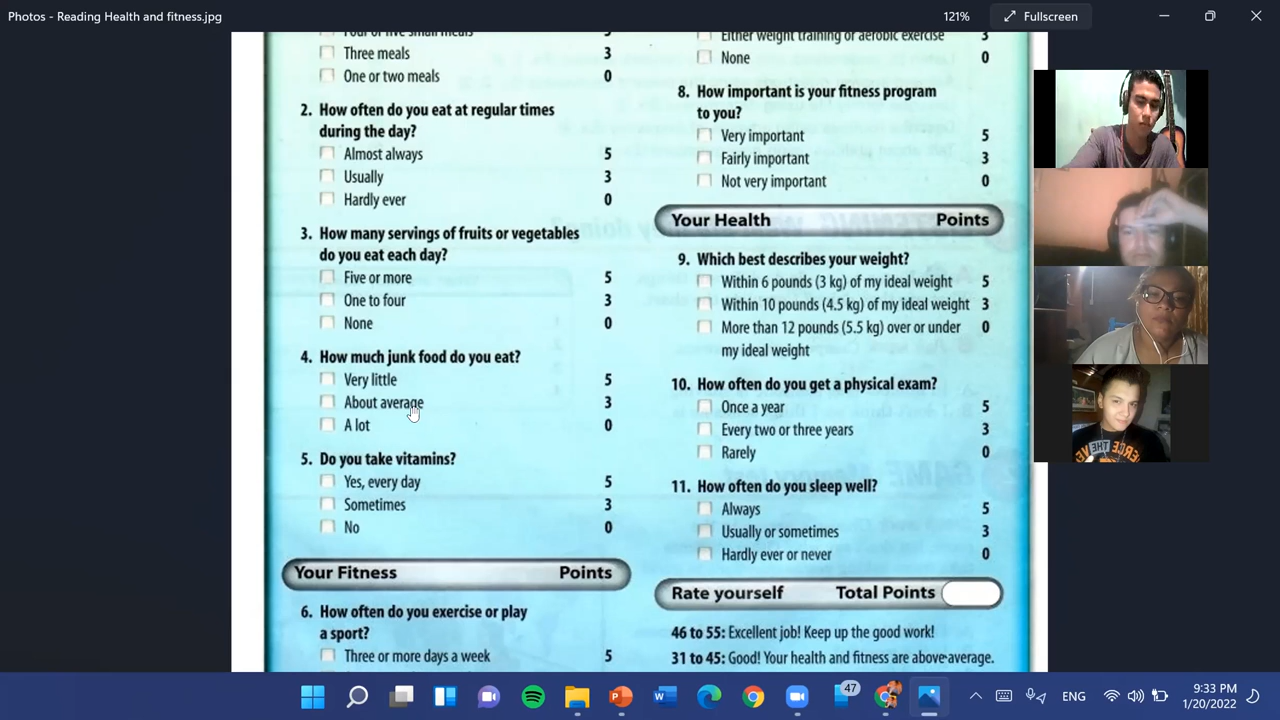 Photos - Reading Health and fitness.jpg
121%
Fullscreen
Four or five small meals
Three meals 3
One or two meals 0
2. How often do you eat at regular times
during the day?
Almost always 5
Usually 3
Hardly ever 0
3. How many servings of fruits or vegetables
do you eat each day?
Five or more 5
One to four 3
None 0
4. How much junk food do you eat?
Very little 5
About average 3
A lot 0
5. Do you take vitamins?
Yes, every day 5
Sometimes 3
No 0
Your Fitness Points
6. How often do you exercise or play
a sport?
Three or more days a week 5
Either weight training or aerobic exercise 3
None 0
8. How important is your fitness program
to you?
Very important 5
Fairly important 3
Not very important 0
Your Health Points
9. Which best describes your weight?
Within 6 pounds (3 kg) of my ideal weight 5
Within 10 pounds (4.5 kg) of my ideal weight 3
More than 12 pounds (5.5 kg) over or under 0
my ideal weight
10. How often do you get a physical exam?
Once a year 5
Every two or three years 3
Rarely 0
11. How often do you sleep well?
Always 5
Usually or sometimes 3
Hardly ever or never 0
Rate yourself Total Points
46 to 55: Excellent job! Keep up the good work!
31 to 45: Good! Your health and fitness are above average.
47
ENG
9:33 PM
1/20/2022